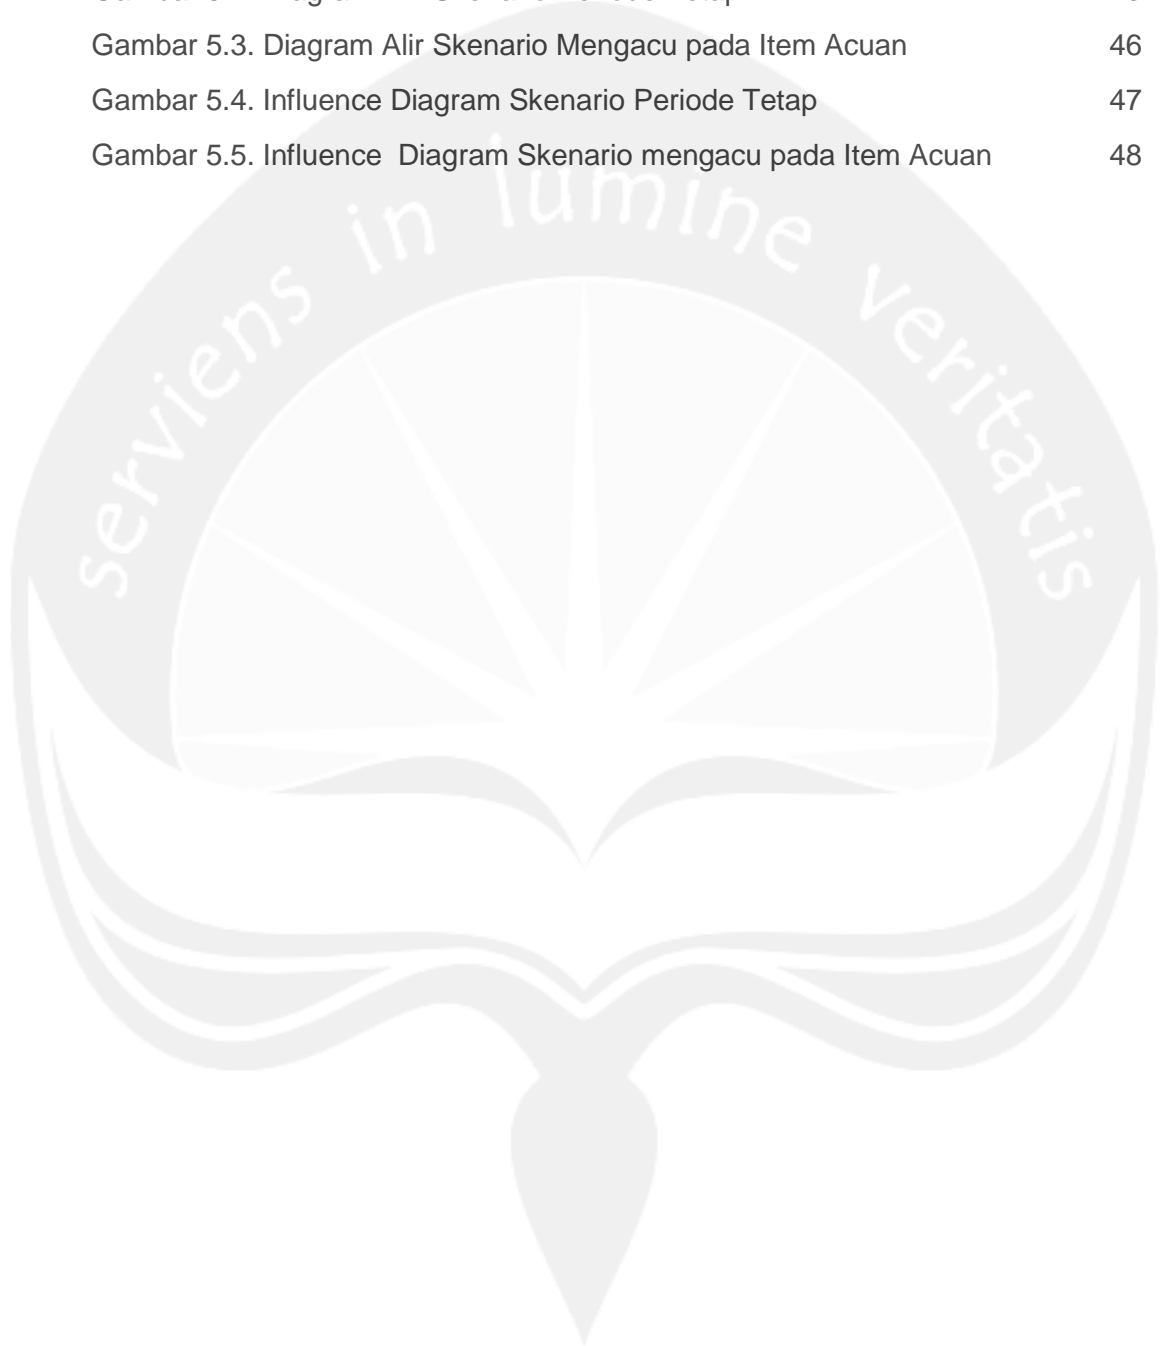 Gambar 5.3. Diagram Alir Skenario Mengacu pada Item Acuan 46
Gambar 5.4. Influence Diagram Skenario Periode Tetap 47
Gambar 5.5. Influence  Diagram Skenario mengacu pada Item Acuan 48
serviens in lumine veritatis